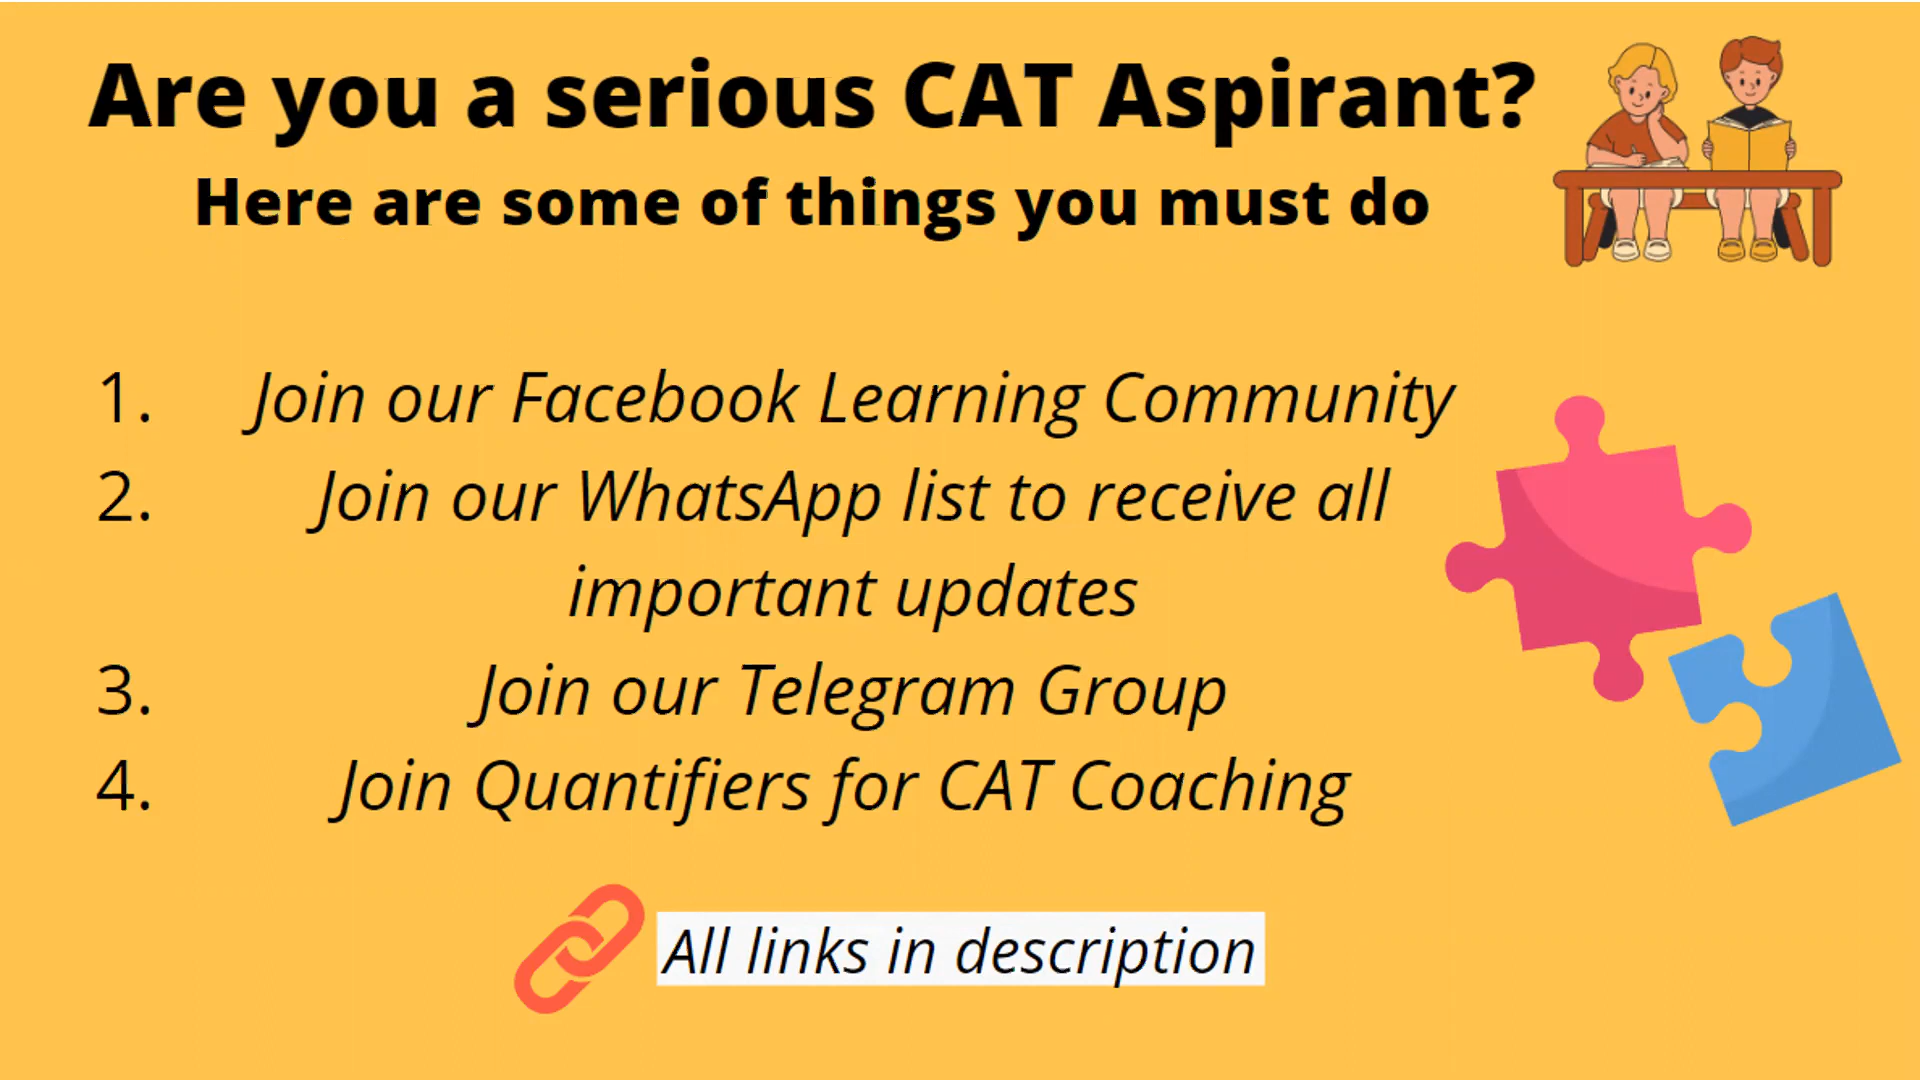 Are you a serious CAT Aspirant?
Here are some of things you must do
1. Join our Facebook Learning Community
2. Join our WhatsApp list to receive all
important updates
3. Join our Telegram Group
4. Join Quantifiers for CAT Coaching
All links in description